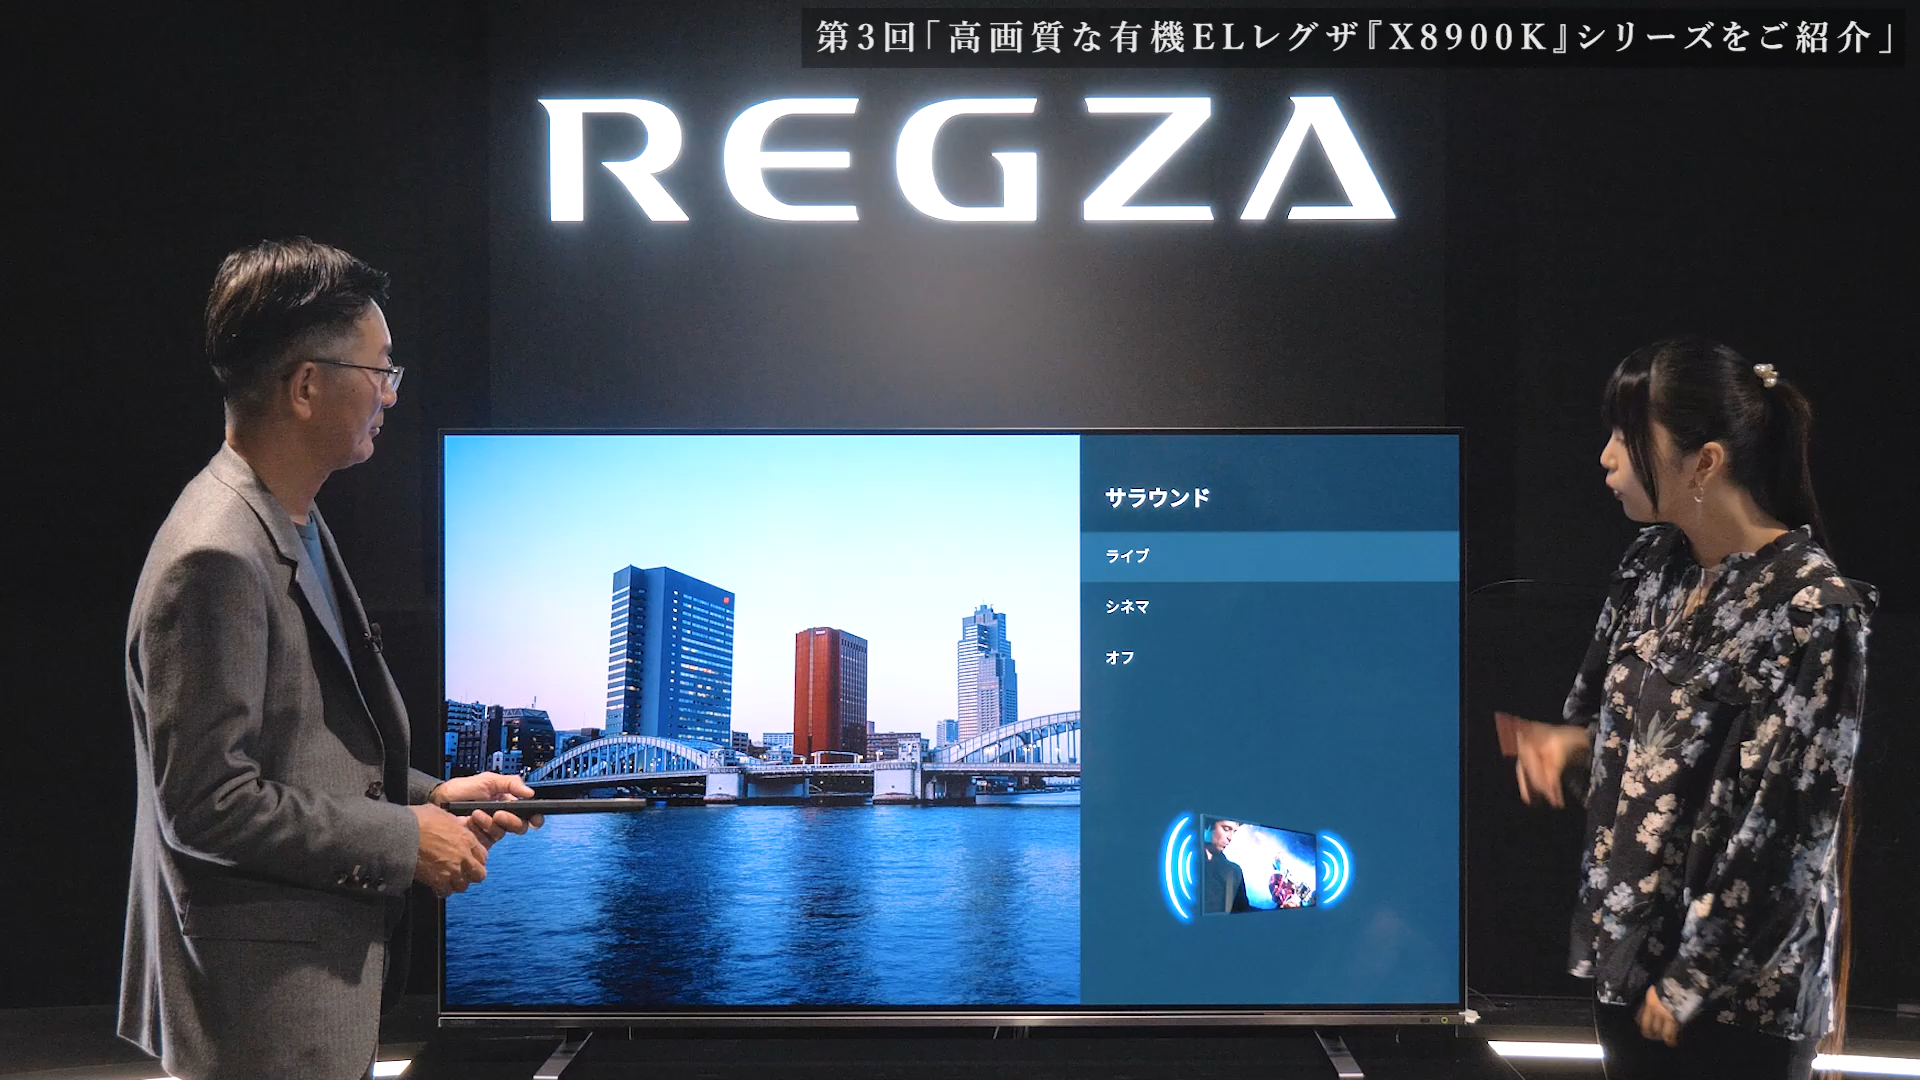 第3回「高画質な有機ELレグザ『X8900K』シリーズをご紹介」
REGZA
サラウンド
ライブ
シネマ
オフ